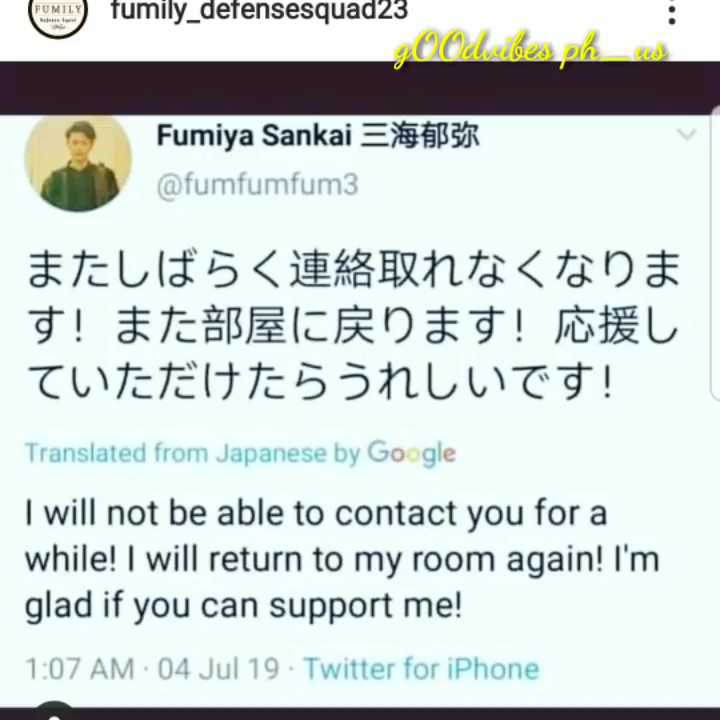 FUMILY
fumily_defensesquad23
gOOdvibes ph_us
Fumiya Sankai 三海郁弥
@fumfumfum3
またしばらく連絡取れなくなりま
す！また部屋に戻ります！応援し
ていただけたらうれしいです！
Translated from Japanese by Google
I will not be able to contact you for a
while! I will return to my room again! I'm
glad if you can support me!
1:07 AM · 04 Jul 19 · Twitter for iPhone